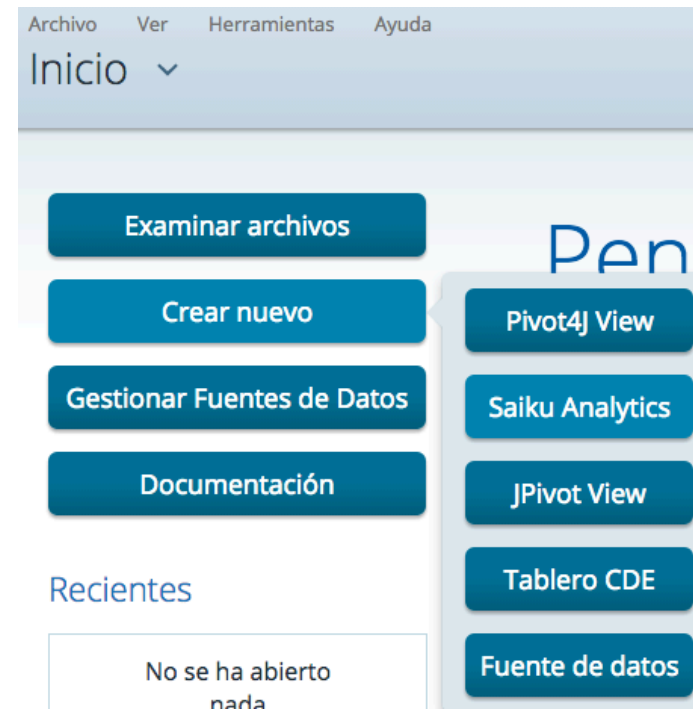 Archivo Ver Herramientas Ayuda
Inicio
Examinar archivos
Pen
Crear nuevo
Pivot4J View
Gestionar Fuentes de Datos
Saiku Analytics
Documentación
JPivot View
Tablero CDE
Recientes
Fuente de datos
No se ha abierto
nada